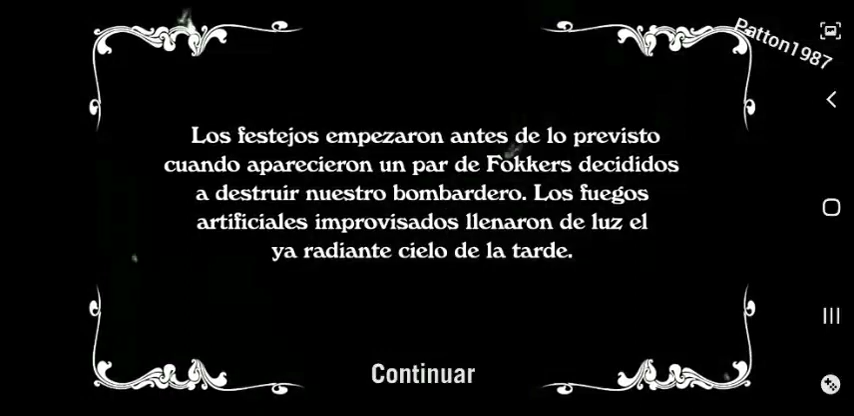 Patton1987
Los festejos empezaron antes de lo previsto
cuando aparecieron un par de Fokkers decididos
a destruir nuestro bombardero. Los fuegos
artificiales improvisados llenaron de luz el
ya radiante cielo de la tarde.
Continuar